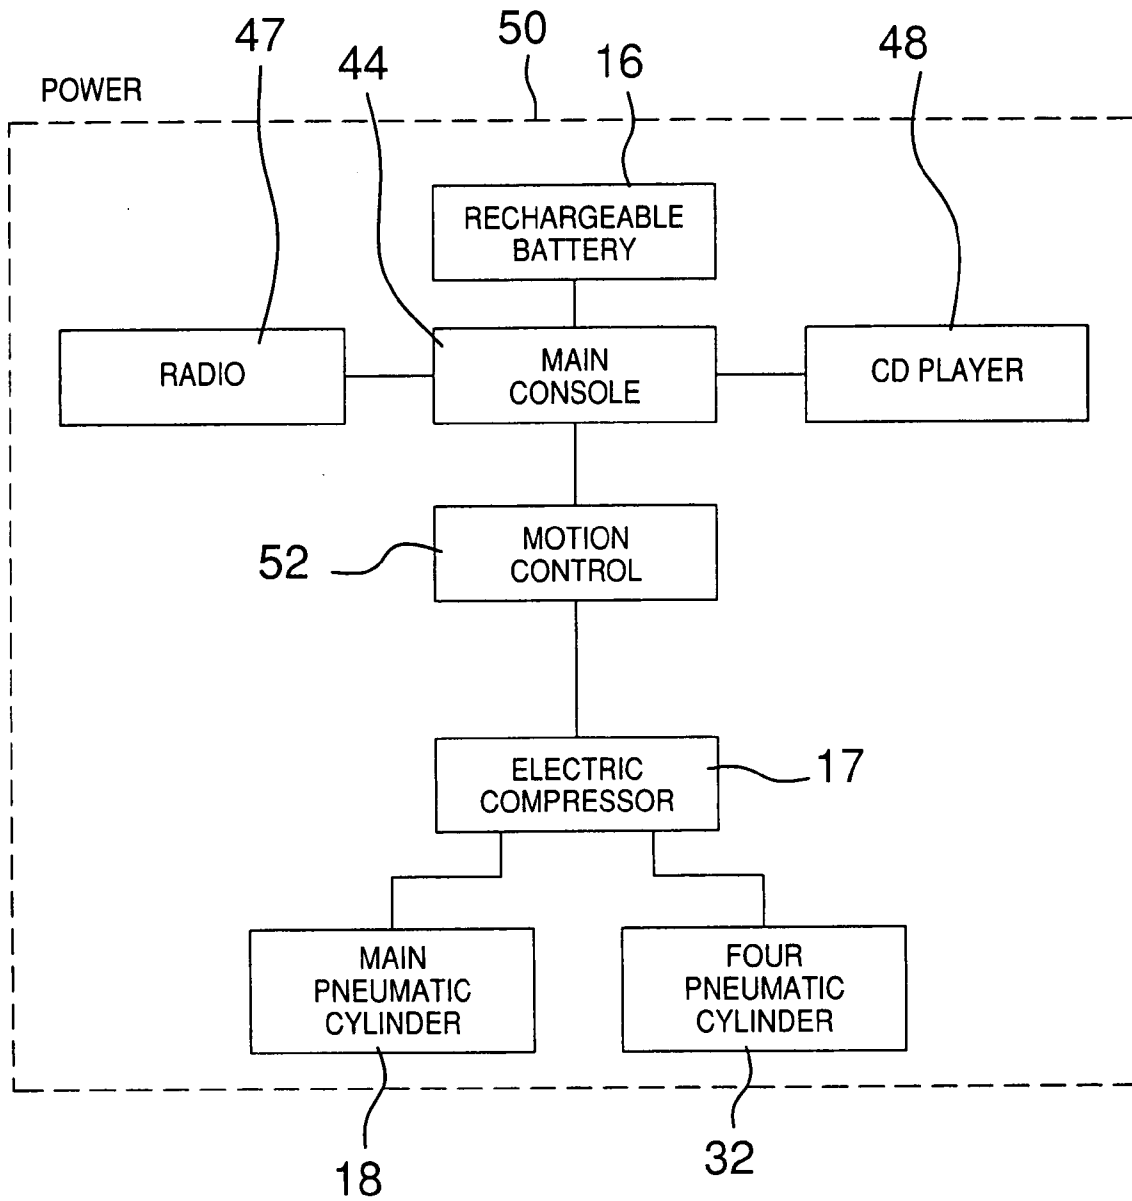 50
47
16
48
44
POWER
RECHARGEABLE
BATTERY
RADIO
MAIN
CONSOLE
CD PLAYER
52
MOTION
CONTROL
ELECTRIC
COMPRESSOR
17
MAIN
PNEUMATIC
CYLINDER
FOUR
PNEUMATIC
CYLINDER
18
32